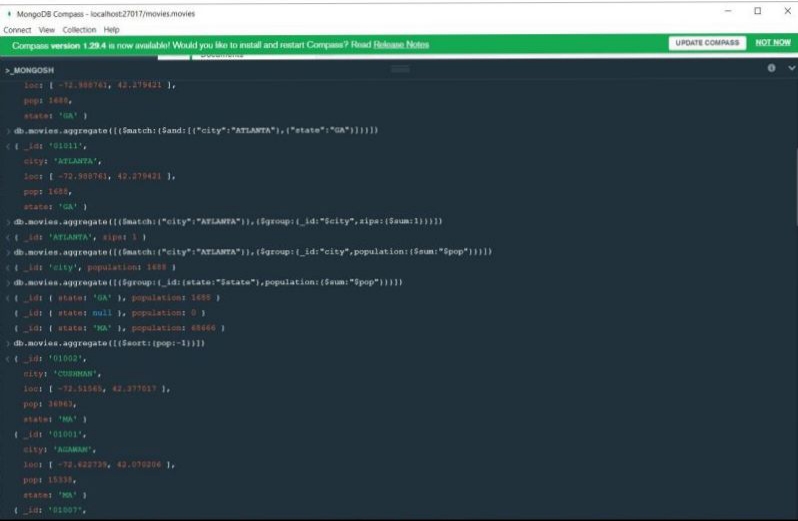 MongoDB Compass - localhost:27017/movies.movies
Connect View Collection Help
Compass version 1.29.4 is now available! Would you like to install and restart Compass? Read Release Notes
UPDATE COMPASS NOT NOW
>_MONGOSH
loc: [ -72.988761, 42.279421 ],
pop: 1688,
state: 'GA' }
> db.movies.aggregate([{$match:{$and:[{"city":"ATLANTA"},{"state":"GA"}]}}])
< { _id: '01011',
city: 'ATLANTA',
loc: [ -72.988761, 42.279421 ],
pop: 1688,
state: 'GA' }
> db.movies.aggregate([{$match:{"city":"ATLANTA"}},{$group:{_id:"$city",zips:{$sum:1}}}])
< { _id: 'ATLANTA', zips: 1 }
> db.movies.aggregate([{$match:{"city":"ATLANTA"}},{$group:{_id:"city",population:{$sum:"$pop"}}}])
< { _id: 'city', population: 1688 }
> db.movies.aggregate([{$group:{_id:{state:"$state"},population:{$sum:"$pop"}}}])
< { _id: { state: 'GA' }, population: 1688 }
{ _id: { state: null }, population: 0 }
{ _id: { state: 'MA' }, population: 68666 }
> db.movies.aggregate([{$sort:{pop:-1}}])
< { _id: '01002',
city: 'CUSHMAN',
loc: [ -72.51565, 42.377017 ],
pop: 36963,
state: 'MA' }
{ _id: '01001',
city: 'AGAWAM',
loc: [ -72.622739, 42.070206 ],
pop: 15338,
state: 'MA' }
{ _id: '01007',